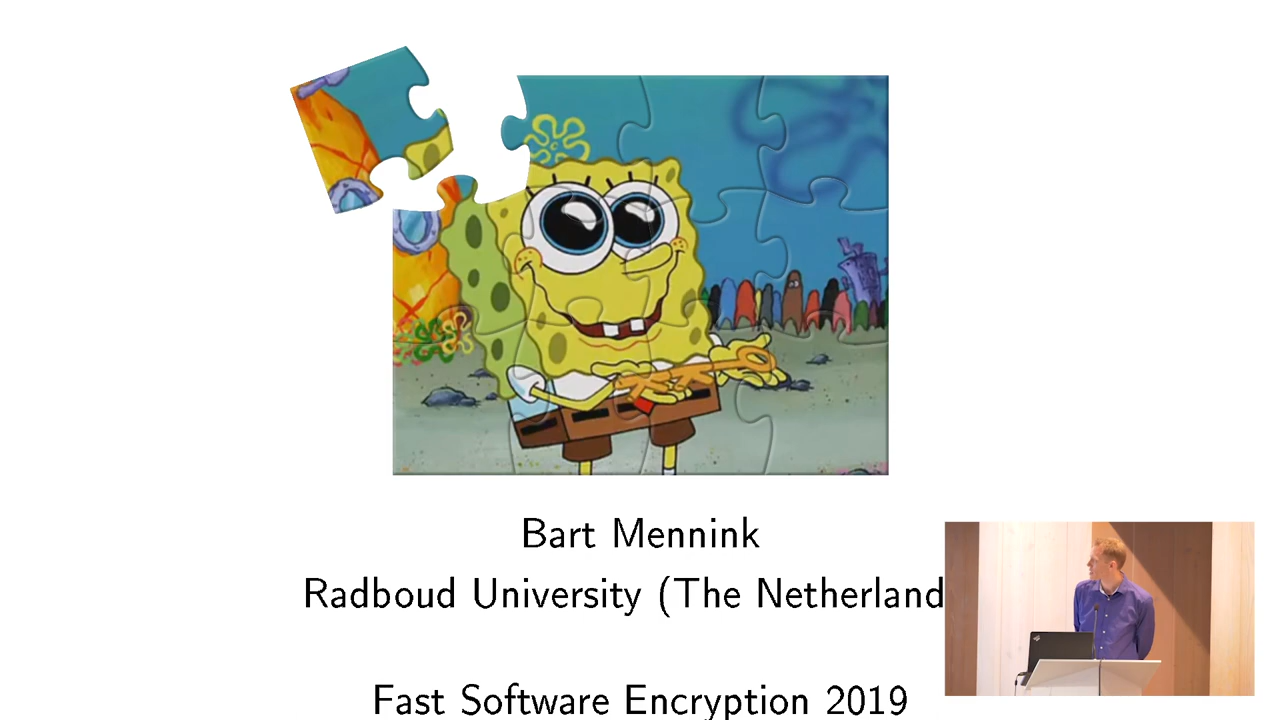 Bart Mennink
Radboud University (The Netherland
Fast Software Encryption 2019